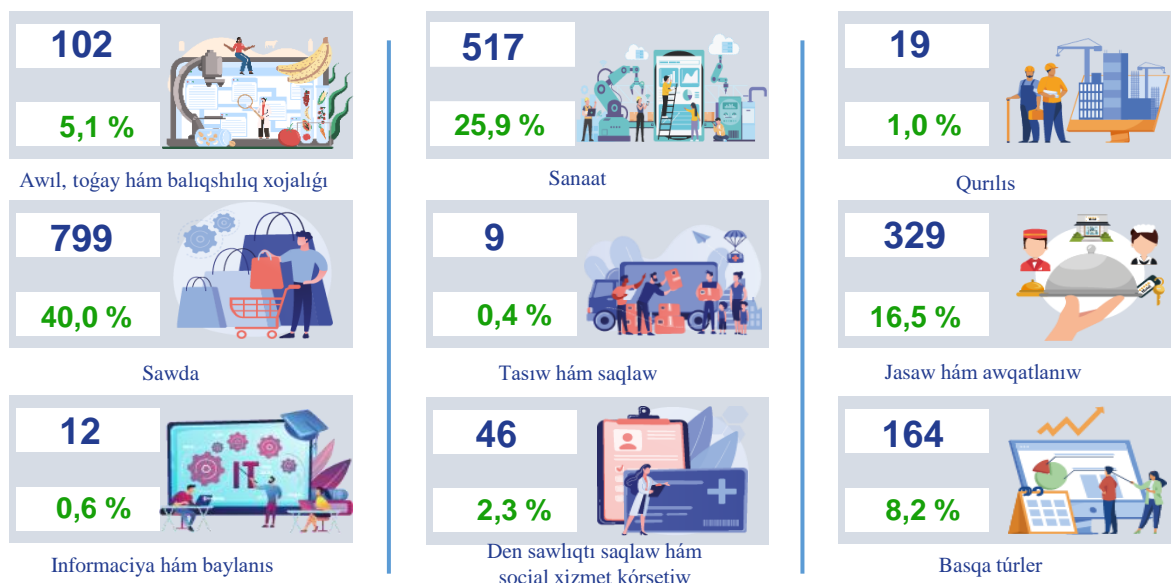 102
5,1 %
Awıl, toǵay hám balıqshılıq xojalıǵı
517
25,9 %
Sanaat
19
1,0 %
Qurılıs
799
40,0 %
Sawda
9
0,4 %
Tasıw hám saqlaw
329
16,5 %
Jasaw hám awqatlanıw
12
IT
0,6 %
Informaciya hám baylanıs
46
2,3 %
Den sawlıqtı saqlaw hám
social xizmet kórsetiw
164
8,2 %
Basqa túrler